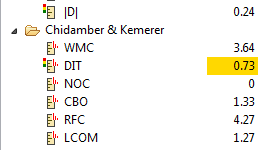 |D| 0.24
Chidamber & Kemerer
WMC 3.64
DIT 0.73
NOC 0
CBO 1.33
RFC 4.27
LCOM 1.27